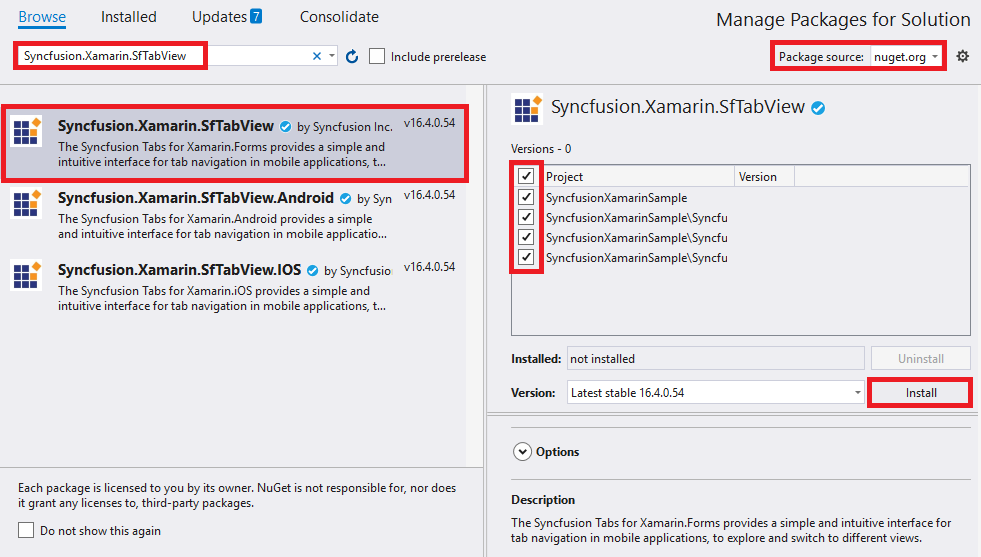 Browse Installed Updates 7 Consolidate
Manage Packages for Solution
Syncfusion.Xamarin.SfTabView
Include prerelease
Package source: nuget.org
Syncfusion.Xamarin.SfTabView by Syncfusion Inc. v16.4.0.54
The Syncfusion Tabs for Xamarin.Forms provides a simple and
intuitive interface for tab navigation in mobile applications, t...
Syncfusion.Xamarin.SfTabView.Android by Syn v16.4.0.54
The Syncfusion Tabs for Xamarin.Android provides a simple
and intuitive interface for tab navigation in mobile applicatio...
Syncfusion.Xamarin.SfTabView.IOS by Syncfusio v16.4.0.54
The Syncfusion Tabs for Xamarin.iOS provides a simple and
intuitive interface for tab navigation in mobile applications, t...
Each package is licensed to you by its owner. NuGet is not responsible for, nor does
it grant any licenses to, third-party packages.
Do not show this again
Syncfusion.Xamarin.SfTabView
Versions - 0
Project Version
SyncfusionXamarinSample
SyncfusionXamarinSample\Syncfu
SyncfusionXamarinSample\Syncfu
SyncfusionXamarinSample\Syncfu
Installed: not installed Uninstall
Version: Latest stable 16.4.0.54 Install
Options
Description
The Syncfusion Tabs for Xamarin.Forms provides a simple and intuitive interface for
tab navigation in mobile applications, to explore and switch to different views.